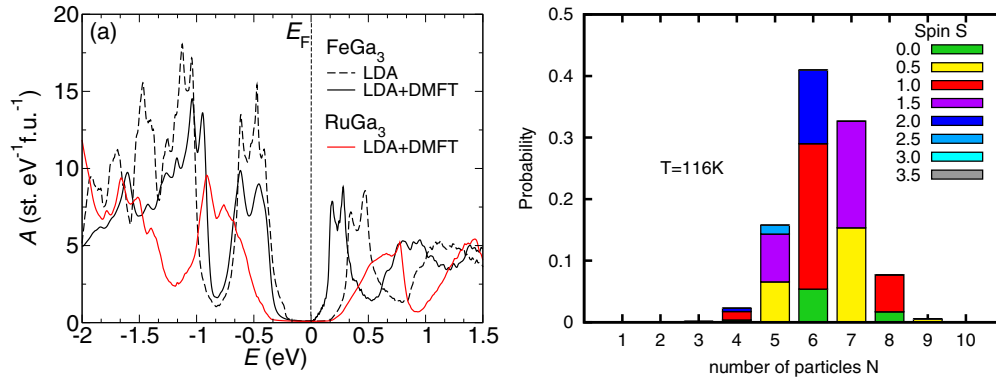 (a)
E_F
FeGa₃
LDA
LDA+DMFT
RuGa₃
LDA+DMFT
A (st. eV⁻¹f.u.⁻¹)
20
15
10
5
0
-2 -1.5 -1 -0.5 0 0.5 1 1.5
E (eV)
Spin S
0.0
0.5
1.0
1.5
2.0
2.5
3.0
3.5
T=116K
Probability
0.5
0.4
0.3
0.2
0.1
0
1 2 3 4 5 6 7 8 9 10
number of particles N